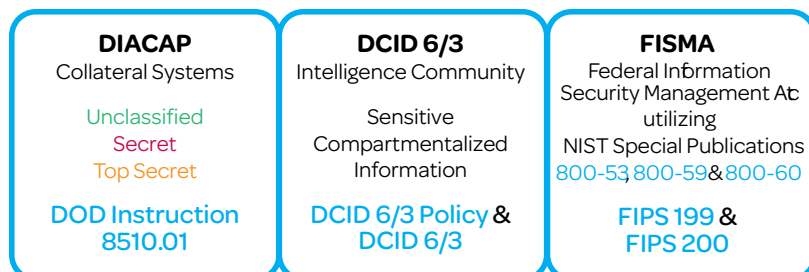 DIACAP
Collateral Systems
Unclassified
Secret
Top Secret
DOD Instruction
8510.01
DCID 6/3
Intelligence Community
Sensitive
Compartmentalized
Information
DCID 6/3 Policy &
DCID 6/3
FISMA
Federal Information
Security Management Act
utilizing
NIST Special Publications
800-53, 800-59 & 800-60
FIPS 199 &
FIPS 200